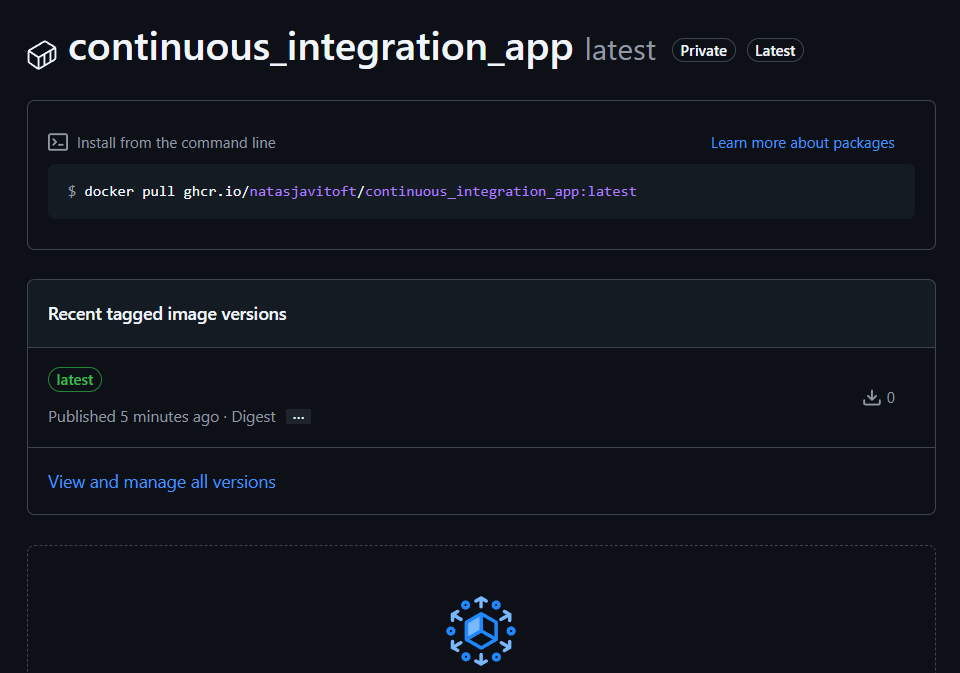 continuous_integration_app latest Private Latest
Install from the command line Learn more about packages
$ docker pull ghcr.io/natasjavitoft/continuous_integration_app:latest
Recent tagged image versions
latest
Published 5 minutes ago · Digest ...
0
View and manage all versions